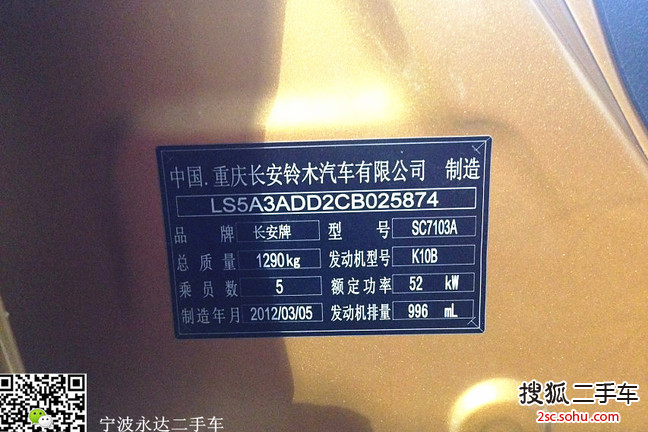 中国.重庆长安铃木汽车有限公司 制造
LS5A3ADD2CB025874
品牌 长安牌 型号 SC7103A
总质量 1290kg 发动机型号 K10B
乘员数 5 额定功率 52 kW
制造年月 2012/03/05 发动机排量 996 mL
宁波永达二手车
搜狐二手车
2sc.sohu.com